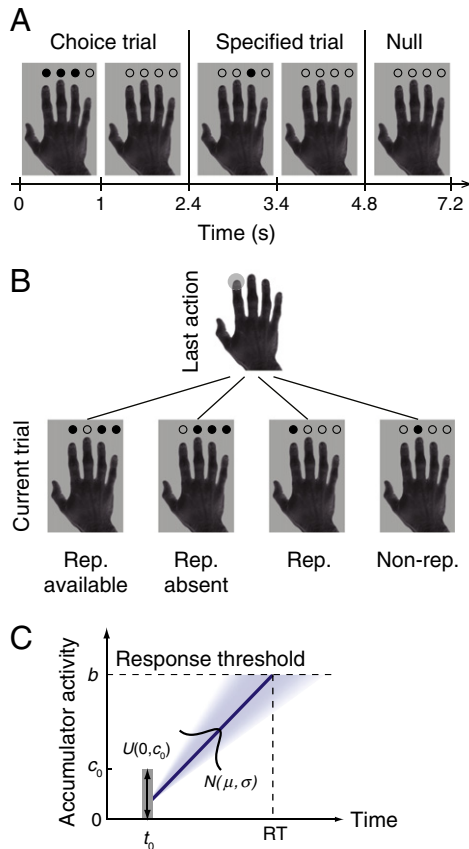 A
Choice trial
Specified trial
Null
0
1
2.4
3.4
4.8
7.2
Time (s)
B
Last action
Current trial
Rep. available
Rep. absent
Rep.
Non-rep.
C
Accumulator activity
Response threshold
b
U(0,c₀)
c₀
N(μ,σ)
0
t₀
RT
Time